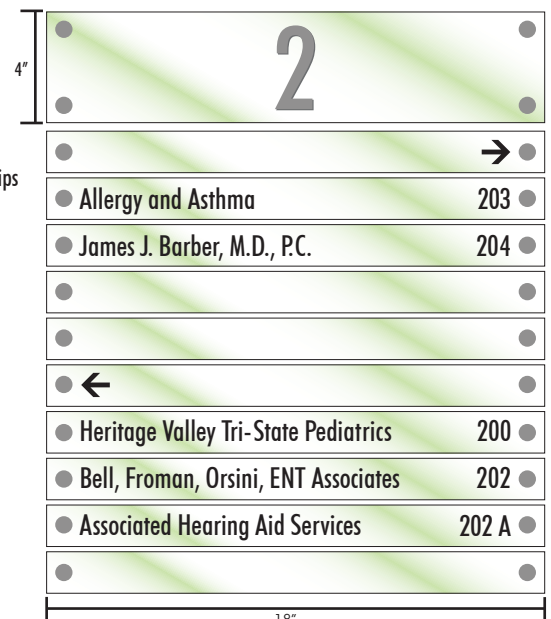 4"
2
→
ips
Allergy and Asthma 203
James J. Barber, M.D., P.C. 204
←
Heritage Valley Tri-State Pediatrics 200
Bell, Froman, Orsini, ENT Associates 202
Associated Hearing Aid Services 202 A
18"